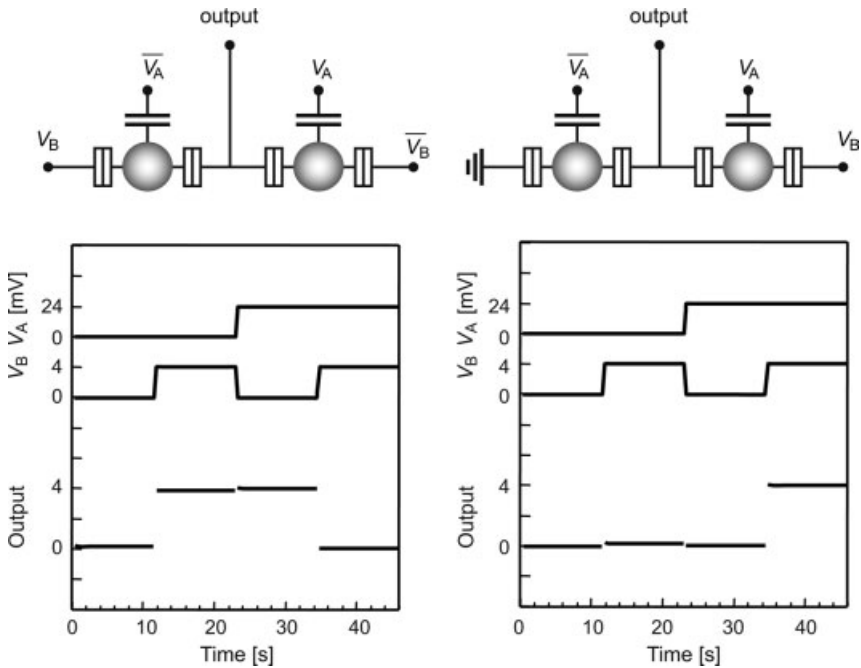 output
V̅A̅
VA
VB
V̅B̅
output
V̅A̅
VA
VB
VB VA [mV]
24
0
4
0
Output
4
0
0 10 20 30 40
Time [s]
VB VA [mV]
24
0
4
0
Output
4
0
0 10 20 30 40
Time [s]